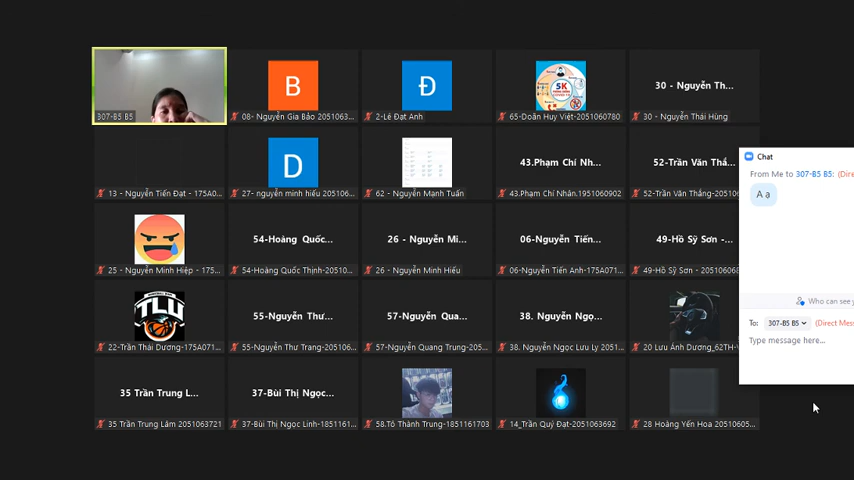 307-B5 B5
B
08- Nguyễn Gia Bảo 2051063...
Đ
2-Lê Đạt Anh
5K
65-Doãn Huy Việt-2051060780
30 - Nguyễn Th...
30 - Nguyễn Thái Hùng
13 - Nguyễn Tiến Đạt - 175A0...
D
27- nguyễn minh hiếu 205106...
62 - Nguyễn Mạnh Tuấn
43.Phạm Chí Nh...
43.Phạm Chí Nhân.1951060902
52-Trần Văn Thắ...
52-Trần Văn Thắng-205106...
25 - Nguyễn Minh Hiệp - 175...
54-Hoàng Quốc...
54-Hoàng Quốc Thịnh-20510...
26 - Nguyễn Mi...
26 - Nguyễn Minh Hiếu
06-Nguyễn Tiến...
06-Nguyễn Tiến Anh-175A071...
49-Hồ Sỹ Sơn -...
49-Hồ Sỹ Sơn - 20510606
TLU
22-Trần Thái Dương-175A071...
55-Nguyễn Thư...
55-Nguyễn Thư Trang-205106...
57-Nguyễn Qua...
57-Nguyễn Quang Trung-205...
38. Nguyễn Ngọ...
38. Nguyễn Ngọc Lưu Ly 2051...
20 Lưu Ánh Dương_62TH-
35 Trần Trung L...
35 Trần Trung Lâm 2051063721
37-Bùi Thị Ngọc...
37-Bùi Thị Ngọc Linh-1851161...
58.Tô Thành Trung-1851161703
14_Trần Quý Đạt-2051063692
28 Hoàng Yến Hoa 20510605...
Chat
From Me to 307-B5 B5: (Dire
A ạ
Who can see y
To: 307-B5 B5 (Direct Mes
Type message here...